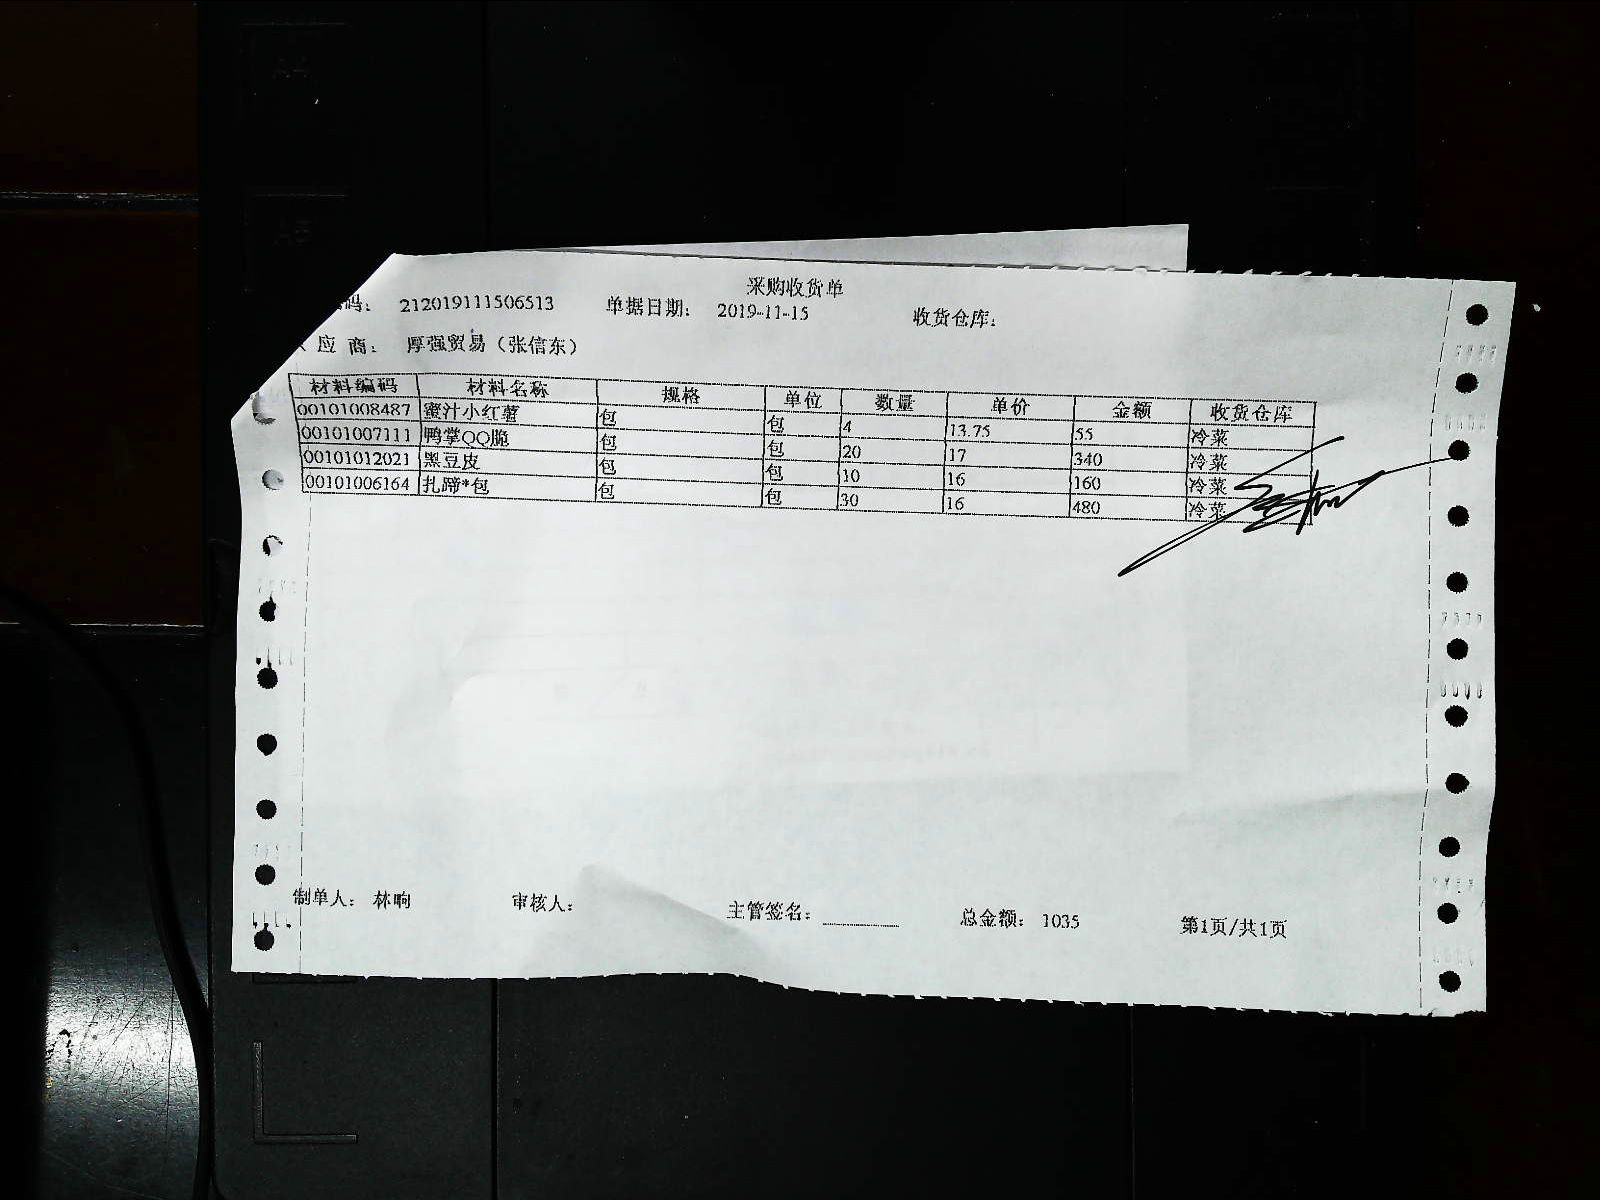 采购收货单
码： 212019111506513 单据日期： 2019-11-15 收货仓库：
应 商： 厚强贸易（张信东）
材料编码 材料名称 规格 单位 数量 单价 金额 收货仓库
00101008487 蜜汁小红薯 包 包 4 13.75 55 冷菜
00101007111 鸭掌QQ脆 包 包 20 17 340 冷菜
00101012021 黑豆皮 包 包 10 16 160 冷菜
00101006164 扎蹄*包 包 包 30 16 480 冷菜
制单人： 林晌 审核人： 主管签名： 总金额： 1035 第1页/共1页